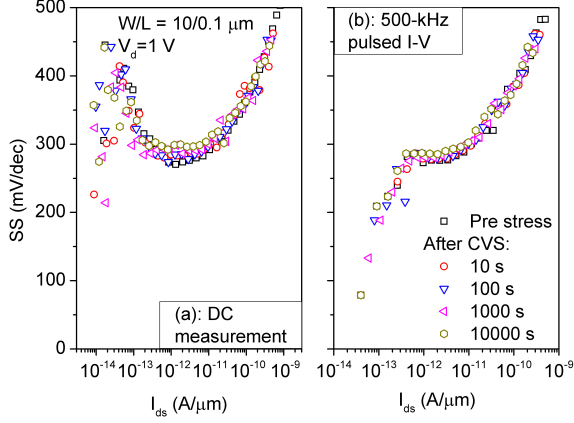 W/L = 10/0.1 μm
V_d=1 V
(b): 500-kHz
pulsed I-V
500
400
300
200
100
0
SS (mV/dec)
(a): DC
measurement
Pre stress
After CVS:
10 s
100 s
1000 s
10000 s
10^-14 10^-13 10^-12 10^-11 10^-10 10^-9
10^-14 10^-13 10^-12 10^-11 10^-10 10^-9
I_ds (A/μm)
I_ds (A/μm)